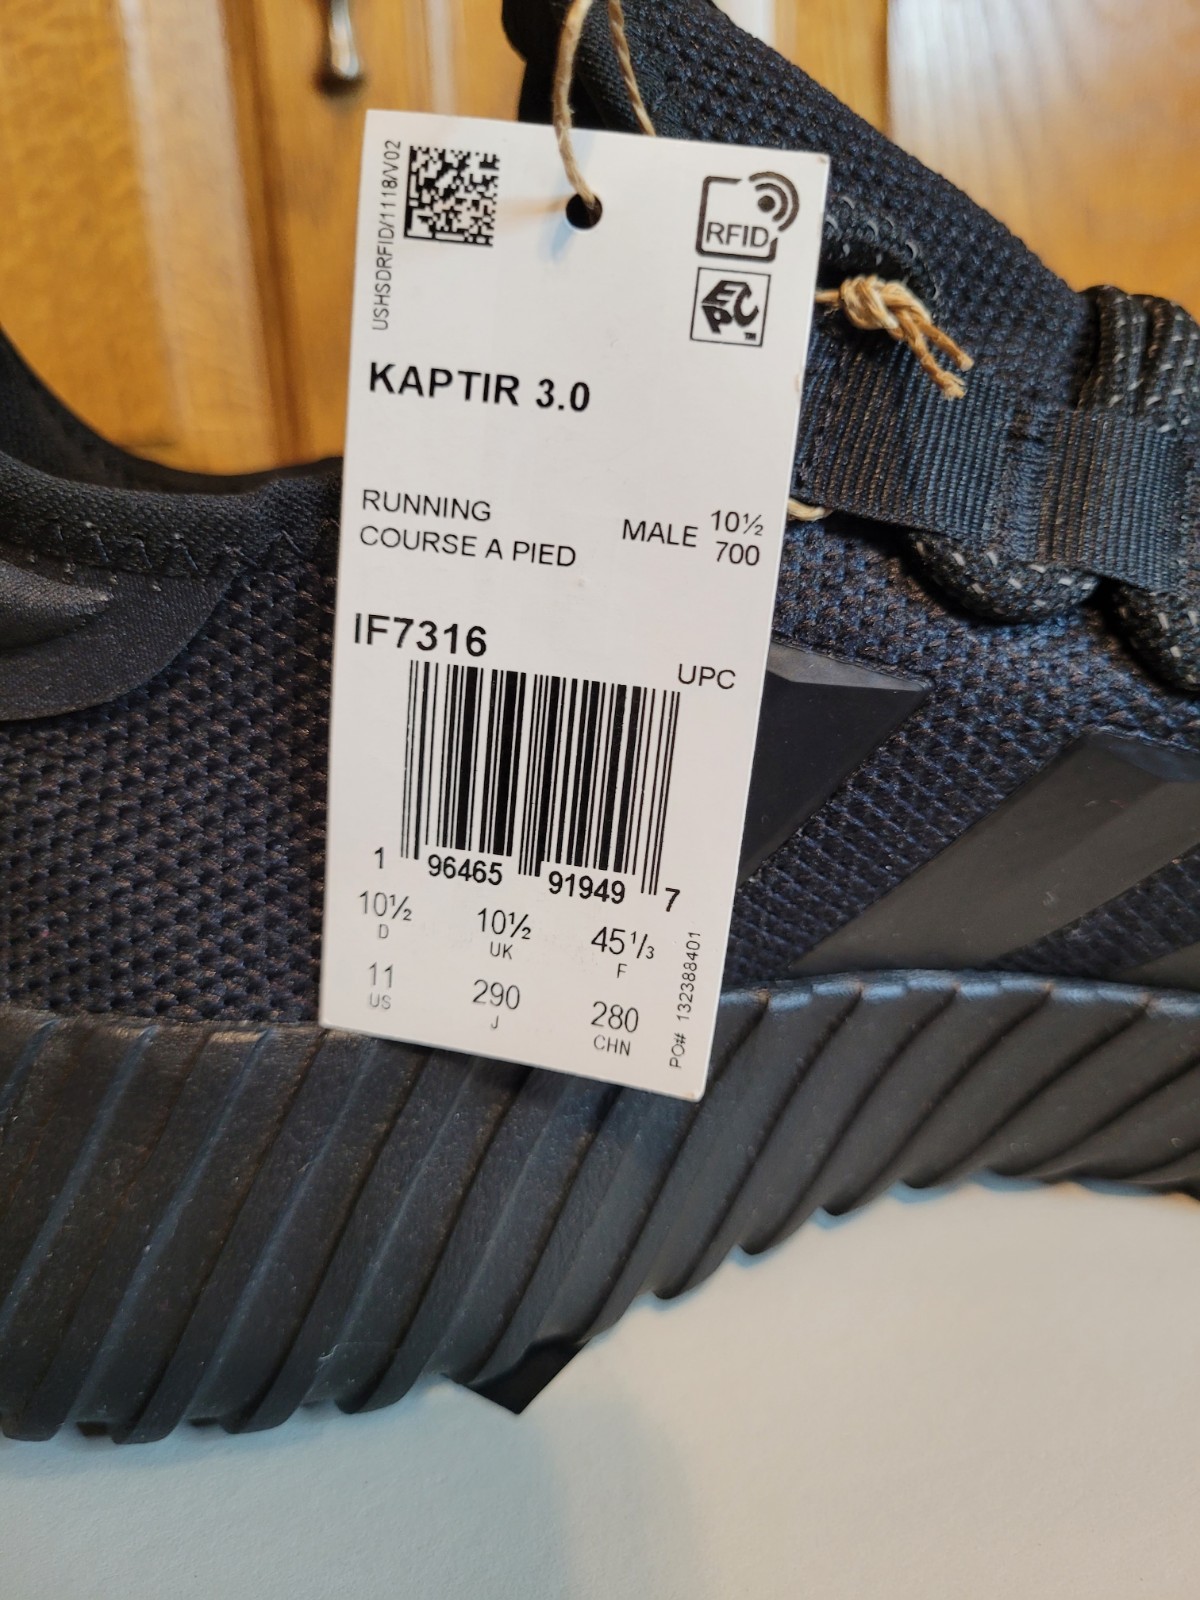 USHSDRFID/1118/V02
RFID
EPC™
KAPTIR 3.0
RUNNING
COURSE A PIED
MALE 10½
700
IF7316
UPC
1 96465 91949 7
10½ 10½ 45⅓
D UK F
11 290 280
US J CHN
PO# 132388401